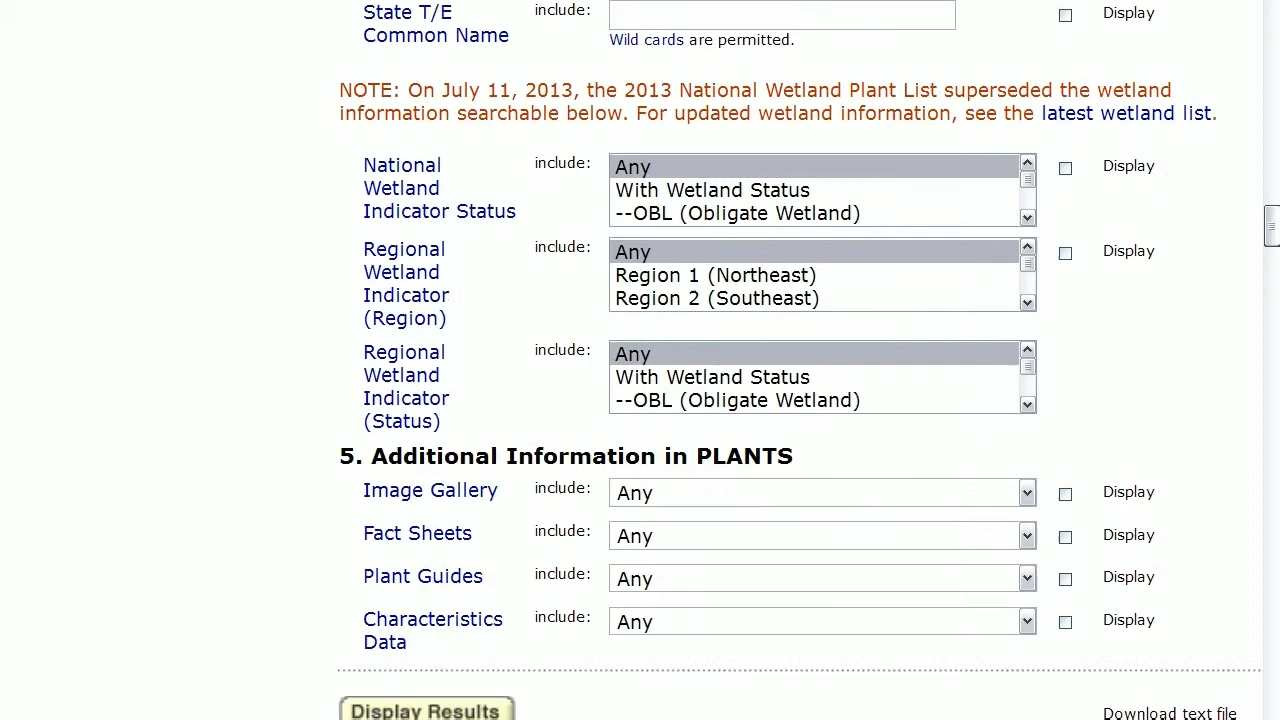 State T/E Common Name include: Display
Wild cards are permitted.
NOTE: On July 11, 2013, the 2013 National Wetland Plant List superseded the wetland
information searchable below. For updated wetland information, see the latest wetland list.
National Wetland Indicator Status include: Any Display
With Wetland Status
--OBL (Obligate Wetland)
Regional Wetland Indicator (Region) include: Any Display
Region 1 (Northeast)
Region 2 (Southeast)
Regional Wetland Indicator (Status) include: Any
With Wetland Status
--OBL (Obligate Wetland)
5. Additional Information in PLANTS
Image Gallery include: Any Display
Fact Sheets include: Any Display
Plant Guides include: Any Display
Characteristics Data include: Any Display
Display Results Download text file